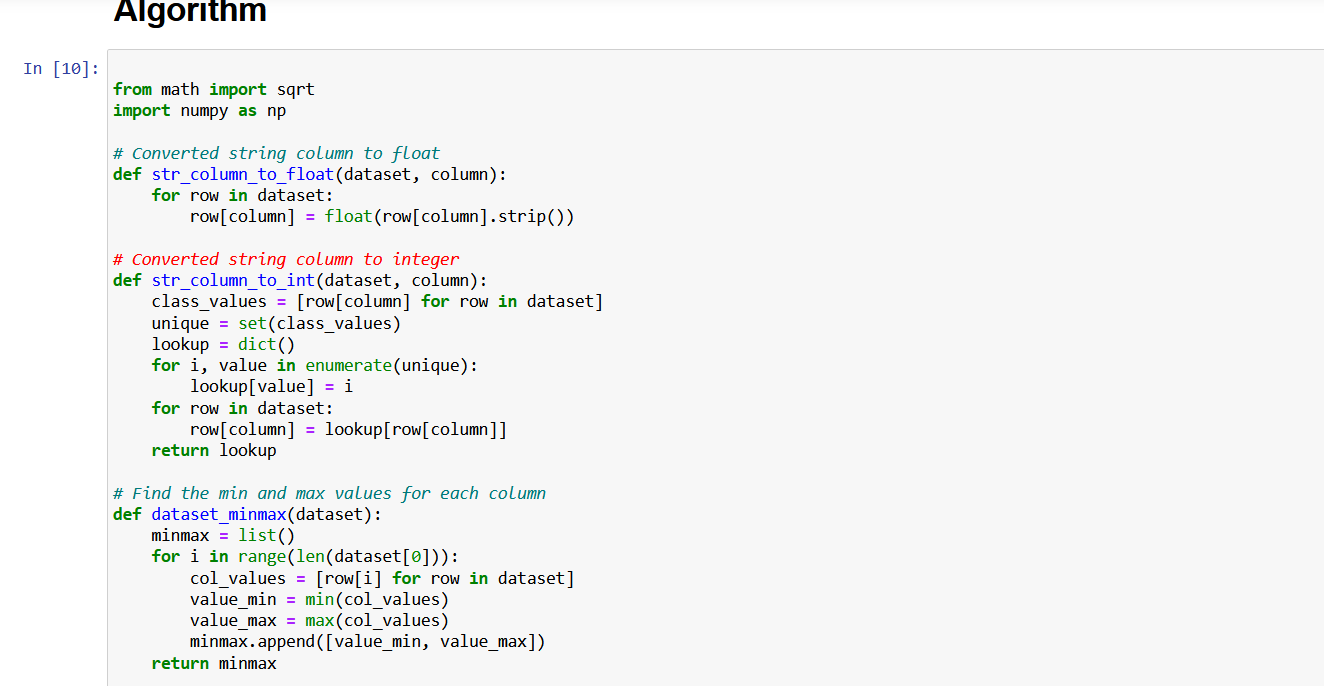 Algorithm
In [10]:
from math import sqrt
import numpy as np
# Converted string column to float
def str_column_to_float(dataset, column):
    for row in dataset:
        row[column] = float(row[column].strip())
# Converted string column to integer
def str_column_to_int(dataset, column):
    class_values = [row[column] for row in dataset]
    unique = set(class_values)
    lookup = dict()
    for i, value in enumerate(unique):
        lookup[value] = i
    for row in dataset:
        row[column] = lookup[row[column]]
    return lookup
# Find the min and max values for each column
def dataset_minmax(dataset):
    minmax = list()
    for i in range(len(dataset[0])):
        col_values = [row[i] for row in dataset]
        value_min = min(col_values)
        value_max = max(col_values)
        minmax.append([value_min, value_max])
    return minmax